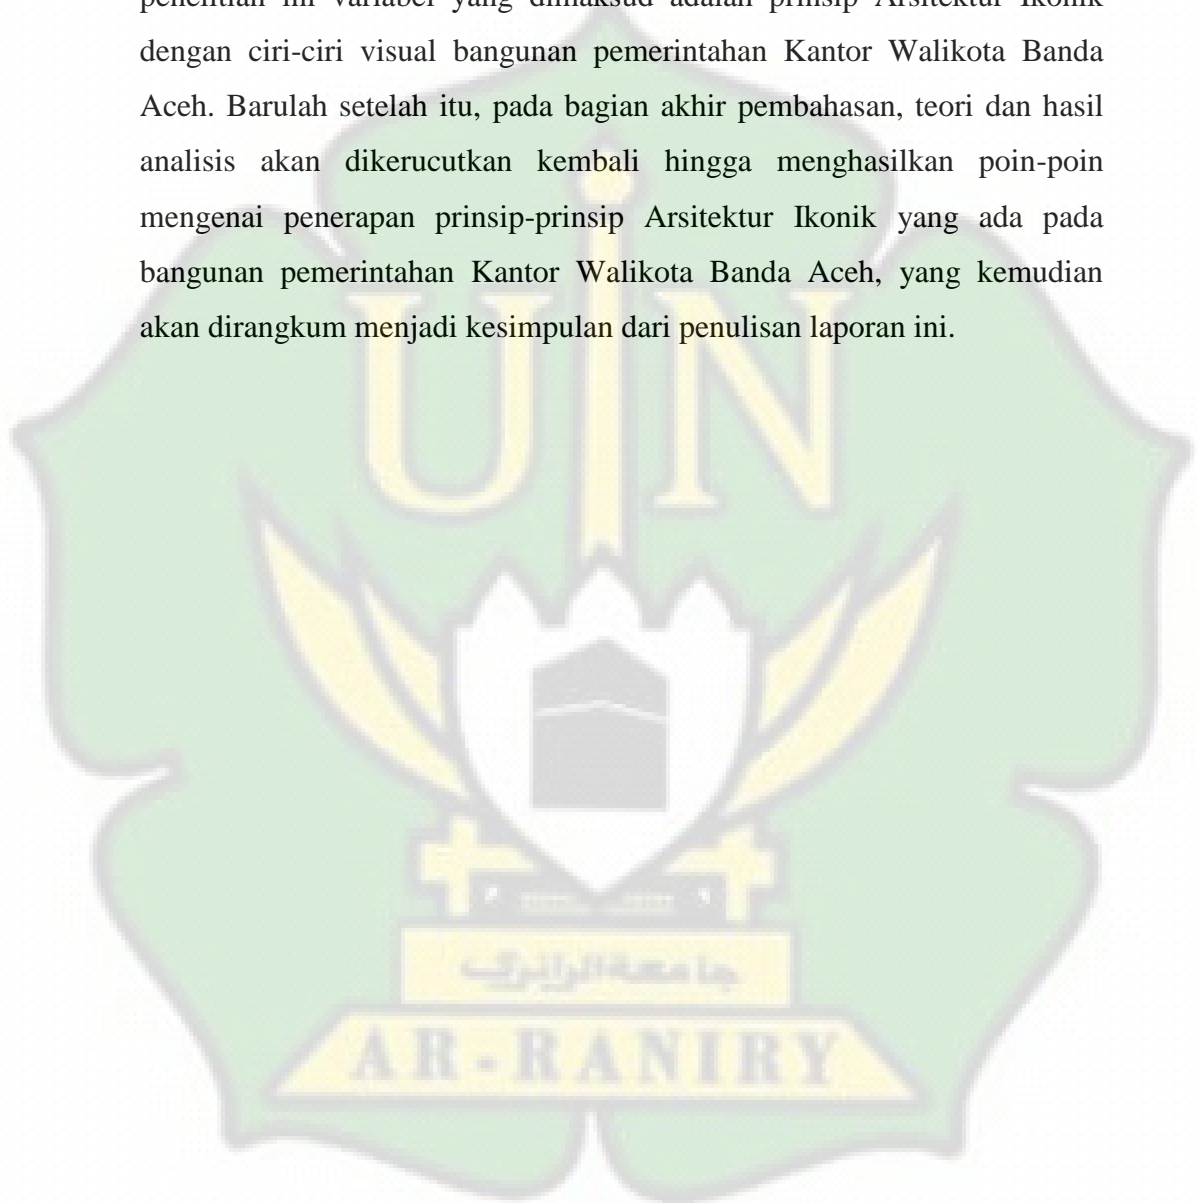 penelitian ini variabel yang dimaksud adalah prinsip Arsitektur Ikonik
dengan ciri-ciri visual bangunan pemerintahan Kantor Walikota Banda
Aceh. Barulah setelah itu, pada bagian akhir pembahasan, teori dan hasil
analisis akan dikerucutkan kembali hingga menghasilkan poin-poin
mengenai penerapan prinsip-prinsip Arsitektur Ikonik yang ada pada
bangunan pemerintahan Kantor Walikota Banda Aceh, yang kemudian
akan dirangkum menjadi kesimpulan dari penulisan laporan ini.
UIN
جامعة الرانري
AR-RANIRY